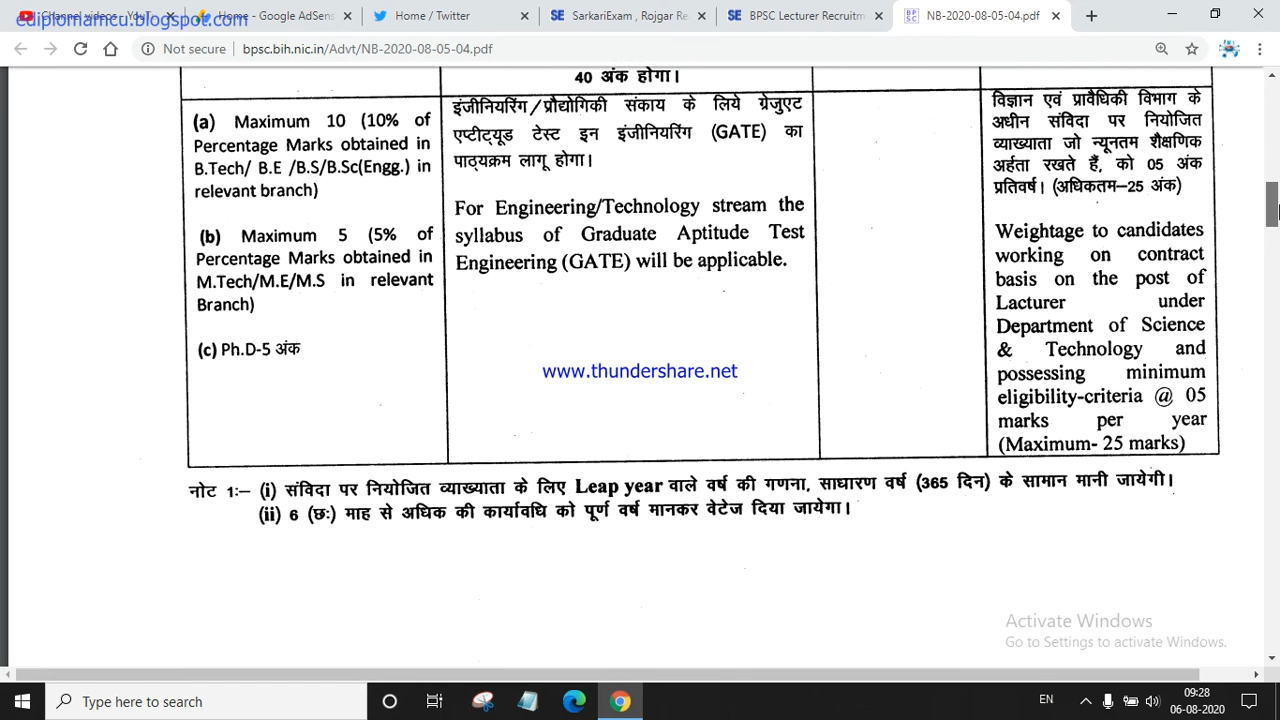 Channel videos - You
Home - Google AdSen
Home / Twitter
SarkariExam , Rojgar Re
BPSC Lecturer Recruitm
NB-2020-08-05-04.pdf
ediplomamcu.blogspot.com
Not secure
bpsc.bih.nic.in/Advt/NB-2020-08-05-04.pdf
40 अंक होगा।
(a) Maximum 10 (10% of
Percentage Marks obtained in
B.Tech/ B.E /B.S/B.Sc(Engg.) in
relevant branch)
(b) Maximum 5 (5% of
Percentage Marks obtained in
M.Tech/M.E/M.S in relevant
Branch)
(c) Ph.D-5 अंक
इंजीनियरिंग/प्रौद्योगिकी संकाय के लिये ग्रेजुएट
एप्टीट्यूड टेस्ट इन इंजीनियरिंग (GATE) का
पाठ्यक्रम लागू होगा।
For Engineering/Technology stream the
syllabus of Graduate Aptitude Test
Engineering (GATE) will be applicable.
www.thundershare.net
विज्ञान एवं प्रावैधिकी विभाग के
अधीन संविदा पर नियोजित
व्याख्याता जो न्यूनतम शैक्षणिक
अर्हता रखते हैं, को 05 अंक
प्रतिवर्ष। (अधिकतम–25 अंक)
Weightage to candidates
working on contract
basis on the post of
Lacturer under
Department of Science
& Technology and
possessing minimum
eligibility-criteria @ 05
marks per year
(Maximum- 25 marks)
नोट 1:– (i) संविदा पर नियोजित व्याख्याता के लिए Leap year वाले वर्ष की गणना, साधारण वर्ष (365 दिन) के सामान मानी जायेगी।
(ii) 6 (छः) माह से अधिक की कार्यावधि को पूर्ण वर्ष मानकर वेटेज दिया जायेगा।
Activate Windows
Go to Settings to activate Windows.
Type here to search
EN
09:28
06-08-2020